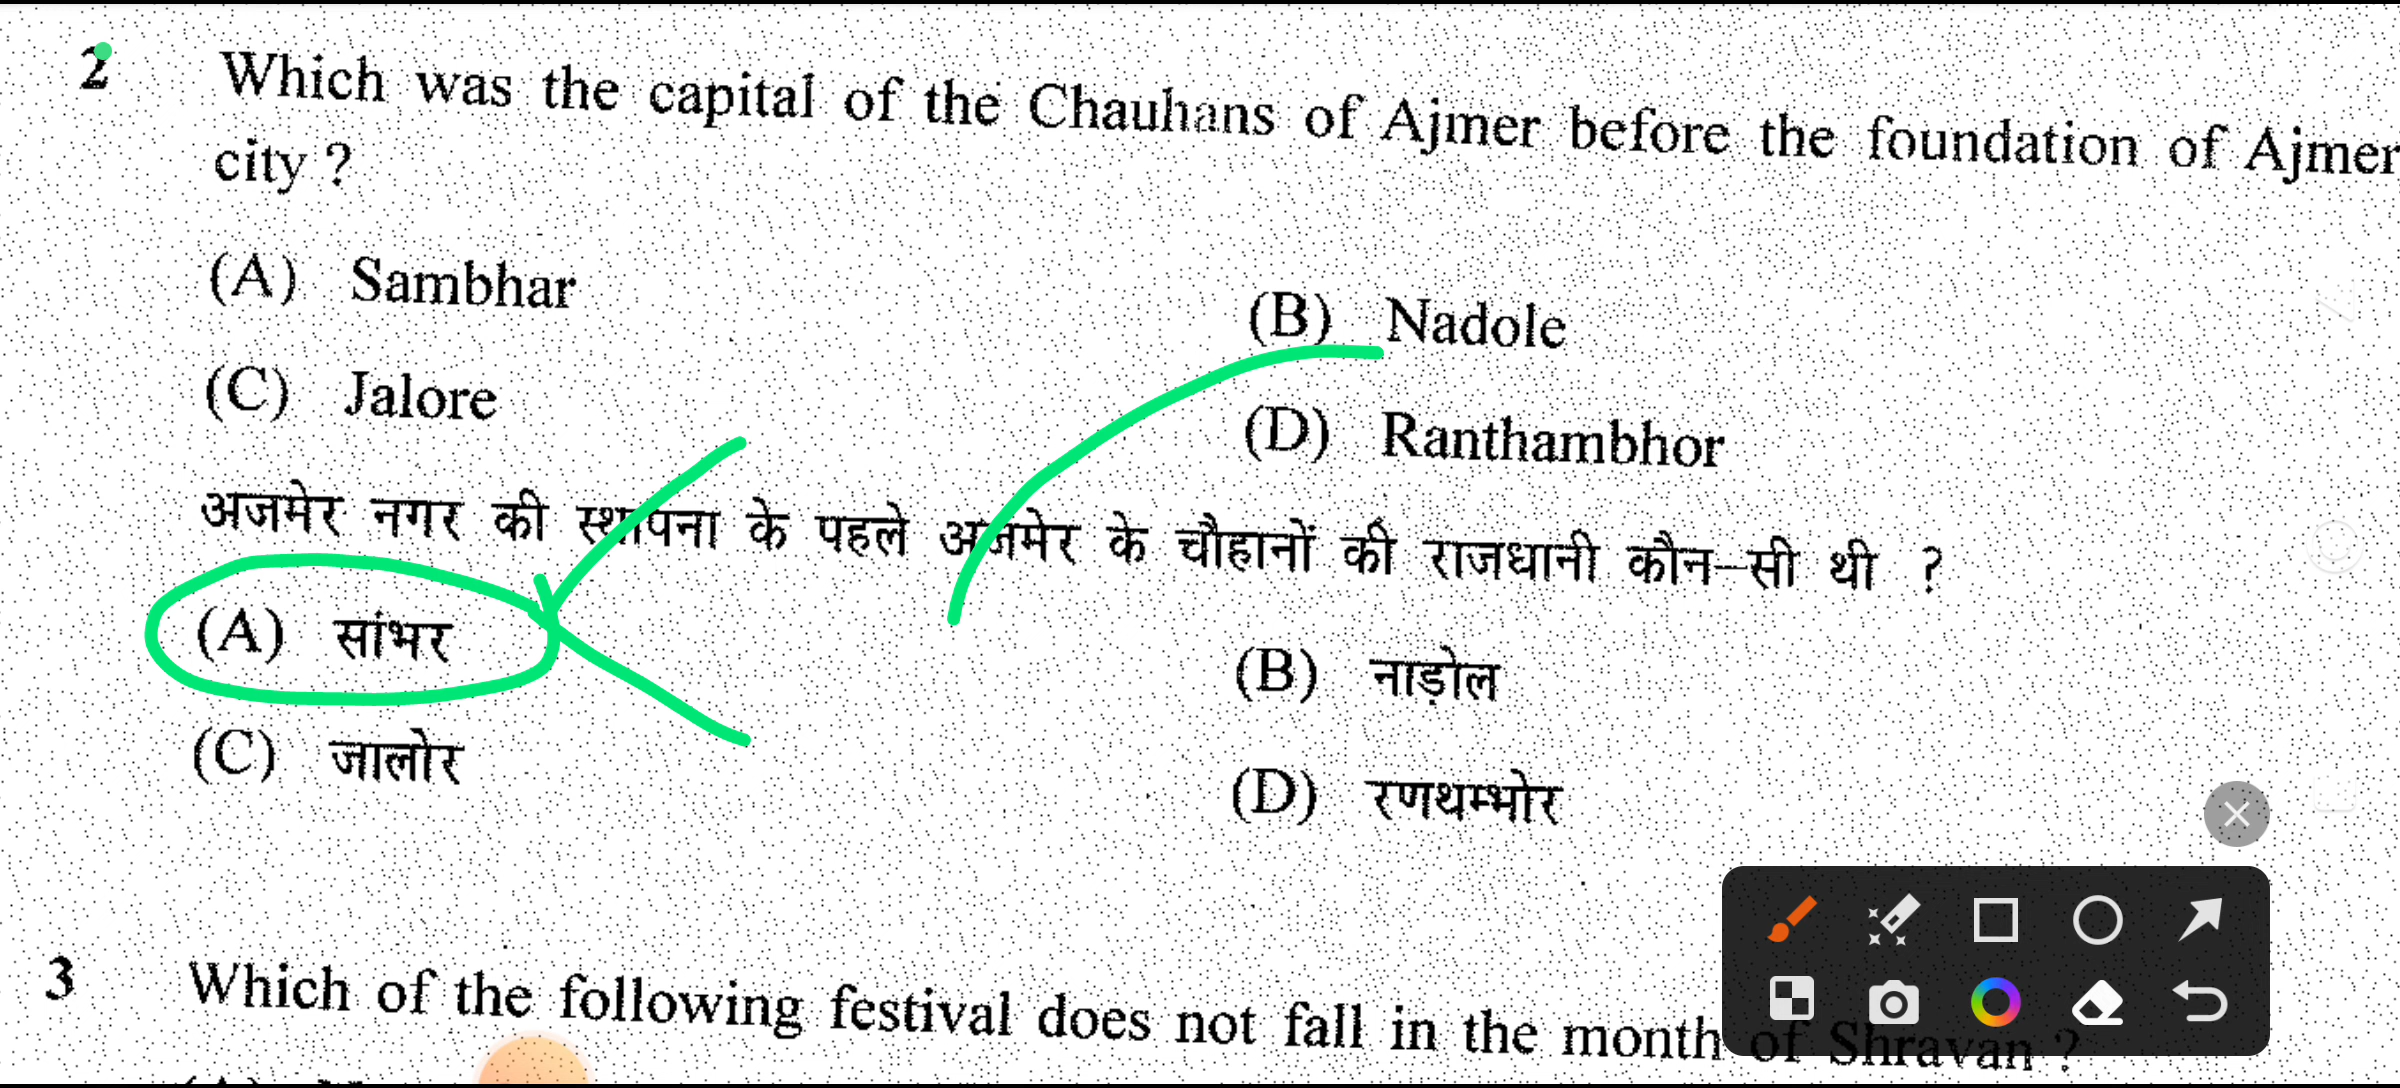 2 Which was the capital of the Chauhans of Ajmer before the foundation of Ajmer
city ?
(A) Sambhar (B) Nadole
(C) Jalore (D) Ranthambhor
अजमेर नगर की स्थापना के पहले अजमेर के चौहानों की राजधानी कौन-सी थी ?
(A) सांभर (B) नाड़ोल
(C) जालोर (D) रणथम्भोर
3 Which of the following festival does not fall in the month of Shravan ?